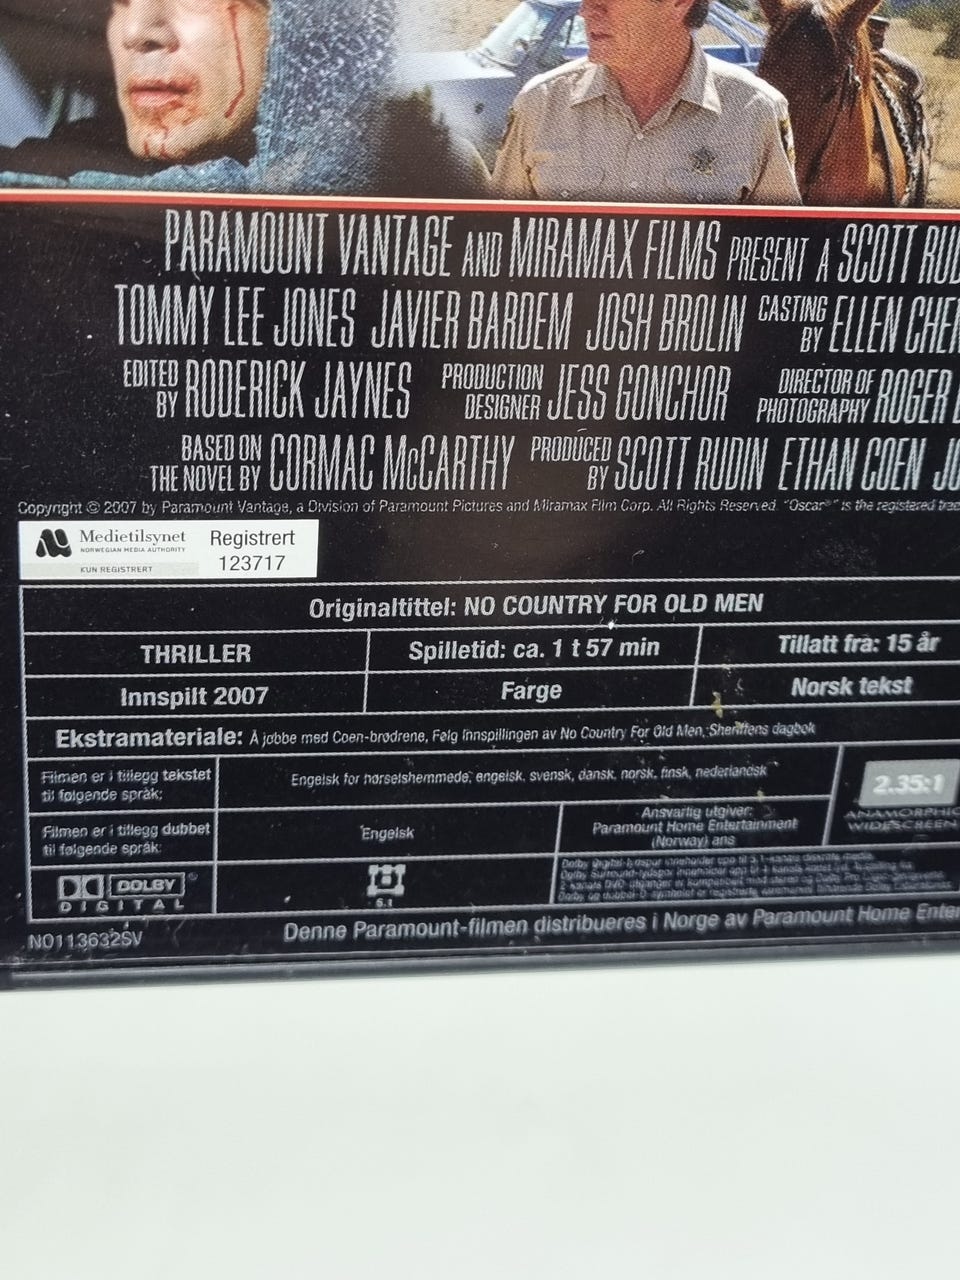 PARAMOUNT VANTAGE AND MIRAMAX FILMS PRESENT A SCOTT RUD
TOMMY LEE JONES JAVIER BARDEM JOSH BROLIN CASTING BY ELLEN CHE
EDITED BY RODERICK JAYNES PRODUCTION DESIGNER JESS GONCHOR DIRECTOR OF PHOTOGRAPHY ROGER
BASED ON THE NOVEL BY CORMAC McCARTHY PRODUCED BY SCOTT RUDIN ETHAN COEN JO
Copyright © 2007 by Paramount Vantage, a Division of Paramount Pictures and Miramax Film Corp. All Rights Reserved. "Oscar®" is the registered
Medietilsynet
NORWEGIAN MEDIA AUTHORITY
KUN REGISTRERT
Registrert
123717
Originaltittel: NO COUNTRY FOR OLD MEN
THRILLER
Spilletid: ca. 1 t 57 min
Tillatt fra: 15 år
Innspilt 2007
Farge
Norsk tekst
Ekstramateriale: Å jobbe med Coen-brødrene, Følg innspillingen av No Country For Old Men, Sheriffens dagbok
Filmen er i tillegg tekstet
til følgende språk:
Engelsk for hørselshemmede, engelsk, svensk, dansk, norsk, finsk, nederlandsk
2.35:1
ANAMORPHIC
WIDESCREEN
Filmen er i tillegg dubbet
til følgende språk:
Engelsk
Ansvarlig utgiver:
Paramount Home Entertainment
(Norway) ans
DOLBY
DIGITAL
5.1
NO113632SV
Denne Paramount-filmen distribueres i Norge av Paramount Home Enter